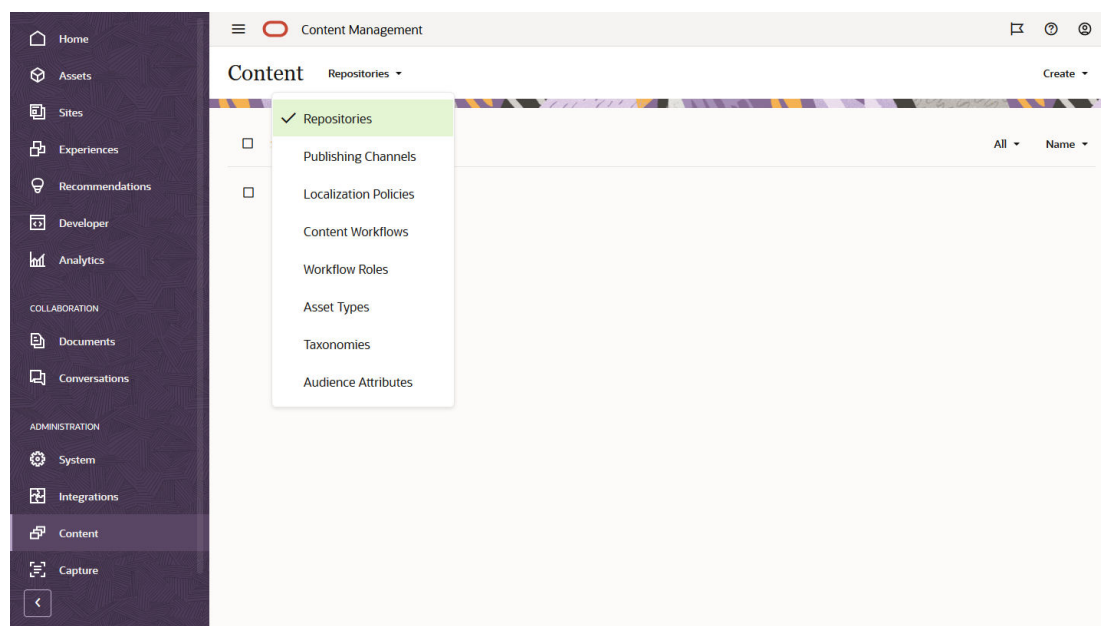 Home
Assets
Sites
Experiences
Recommendations
Developer
Analytics
COLLABORATION
Documents
Conversations
ADMINISTRATION
System
Integrations
Content
Capture
Content Management
Content Repositories
Create
Repositories
Publishing Channels
Localization Policies
Content Workflows
Workflow Roles
Asset Types
Taxonomies
Audience Attributes
All Name